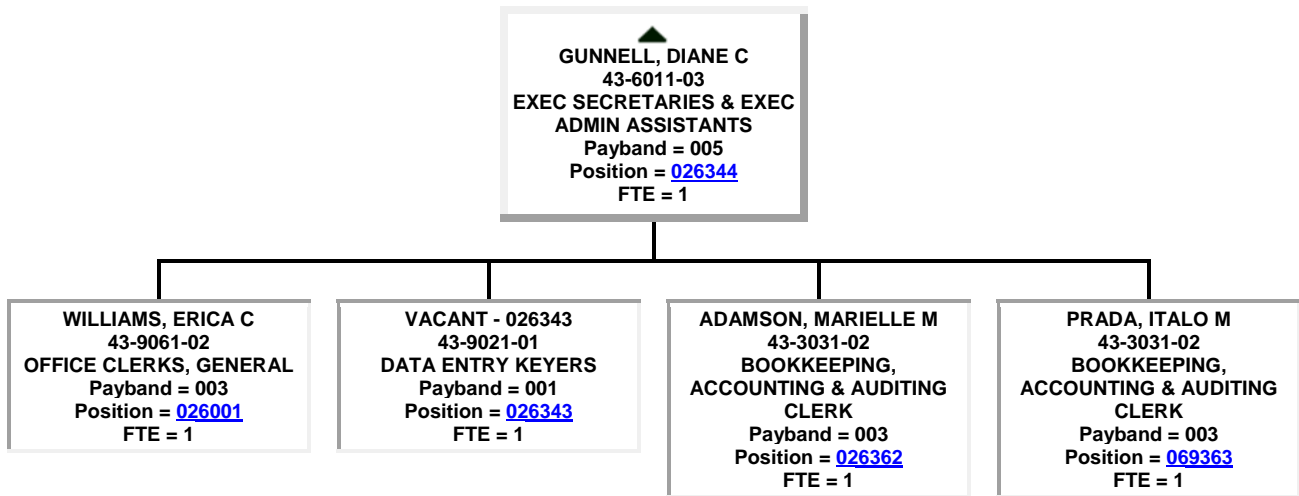 GUNNELL, DIANE C
43-6011-03
EXEC SECRETARIES & EXEC
ADMIN ASSISTANTS
Payband = 005
Position = 026344
FTE = 1
WILLIAMS, ERICA C
43-9061-02
OFFICE CLERKS, GENERAL
Payband = 003
Position = 026001
FTE = 1
VACANT - 026343
43-9021-01
DATA ENTRY KEYERS
Payband = 001
Position = 026343
FTE = 1
ADAMSON, MARIELLE M
43-3031-02
BOOKKEEPING,
ACCOUNTING & AUDITING
CLERK
Payband = 003
Position = 026362
FTE = 1
PRADA, ITALO M
43-3031-02
BOOKKEEPING,
ACCOUNTING & AUDITING
CLERK
Payband = 003
Position = 069363
FTE = 1